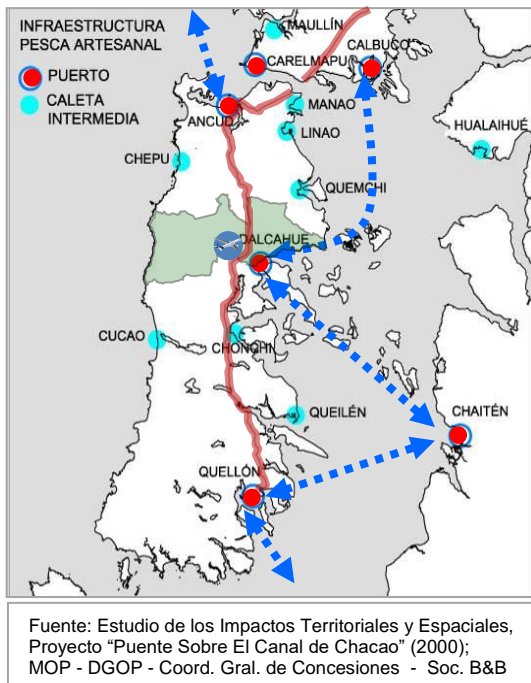 INFRAESTRUCTURA
PESCA ARTESANAL
PUERTO
CALETA
INTERMEDIA
MAULLÍN
CARELMAPU
CALBUCO
ANCUD
MANAO
LINAO
HUALAIHUÉ
CHEPU
QUEMCHI
DALCAHUE
CUCAO
CHONCHI
QUEILÉN
CHAITÉN
QUELLÓN
Fuente: Estudio de los Impactos Territoriales y Espaciales,
Proyecto “Puente Sobre El Canal de Chacao” (2000);
MOP - DGOP - Coord. Gral. de Concesiones - Soc. B&B